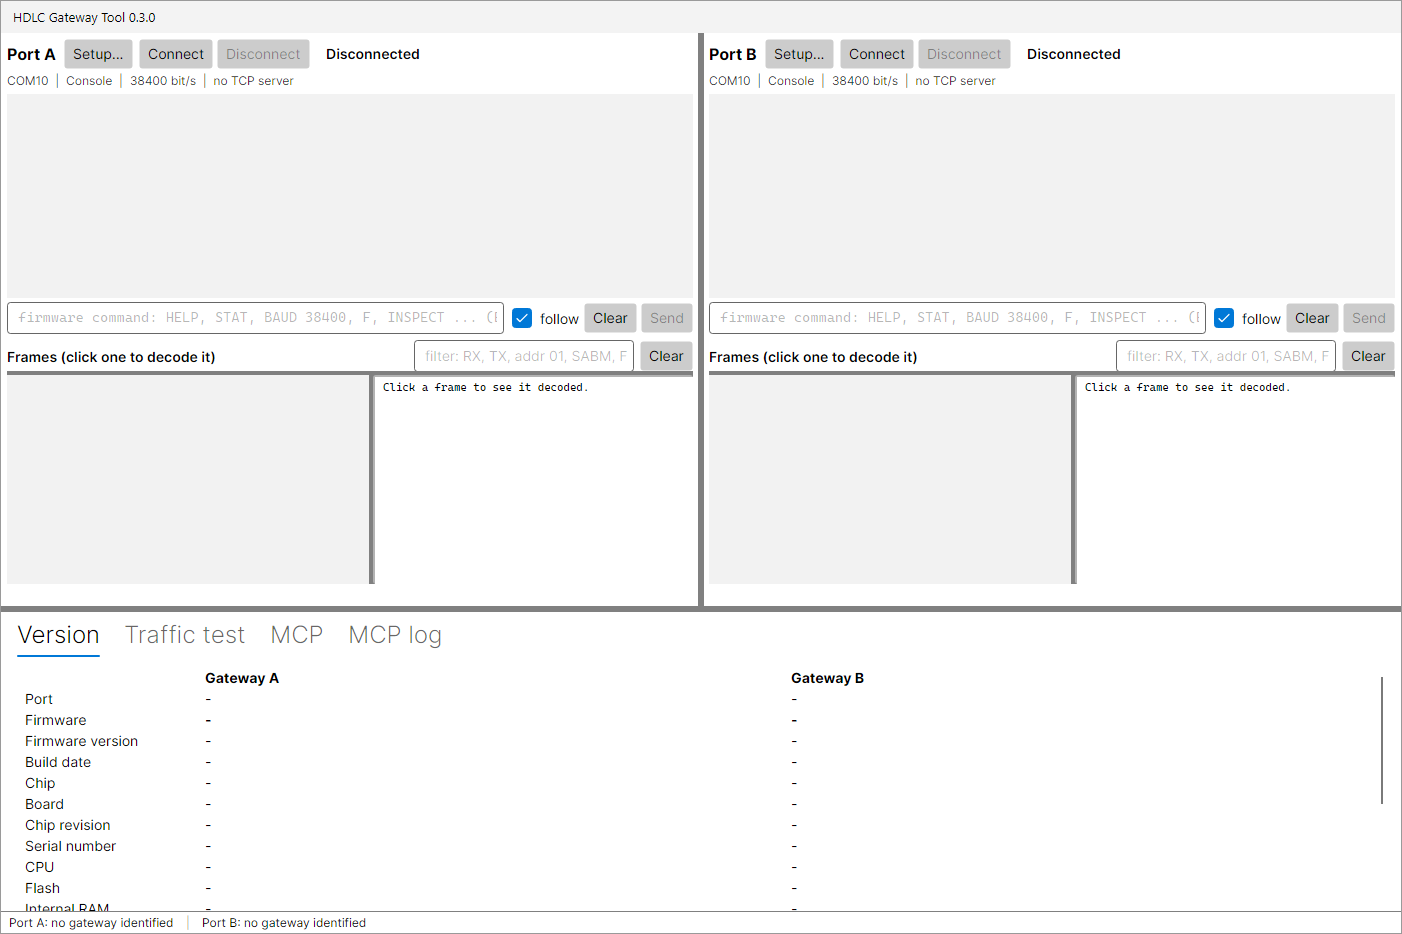 HDLC Gateway Tool 0.3.0
Port A Setup... Connect Disconnect Disconnected
COM10 | Console | 38400 bit/s | no TCP server
firmware command: HELP, STAT, BAUD 38400, F, INSPECT ... (E
follow Clear Send
Frames (click one to decode it) filter: RX, TX, addr 01, SABM, F Clear
Click a frame to see it decoded.
Port B Setup... Connect Disconnect Disconnected
COM10 | Console | 38400 bit/s | no TCP server
firmware command: HELP, STAT, BAUD 38400, F, INSPECT ... (E
follow Clear Send
Frames (click one to decode it) filter: RX, TX, addr 01, SABM, F Clear
Click a frame to see it decoded.
Version Traffic test MCP MCP log
Gateway A Gateway B
Port - -
Firmware - -
Firmware version - -
Build date - -
Chip - -
Board - -
Chip revision - -
Serial number - -
CPU - -
Flash - -
Internal RAM - -
Port A: no gateway identified | Port B: no gateway identified